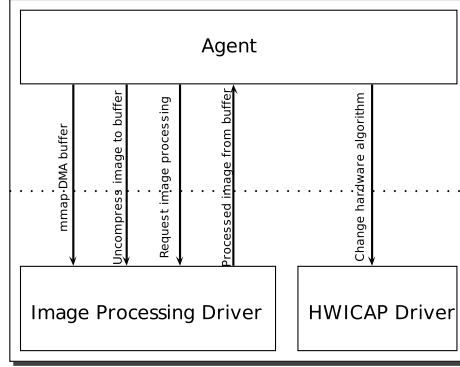 Agent
mmap DMA buffer
Uncompress image to buffer
Request image processing
Processed image from buffer
Change hardware algorithm
Image Processing Driver
HWICAP Driver